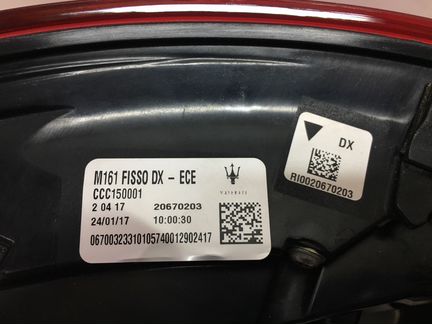 M161 FISSO DX - ECE
CCC150001
2 04 17 20670203
24/01/17 10:00:30
06700323310105740012902417
MASERATI
DX
RI0020670203